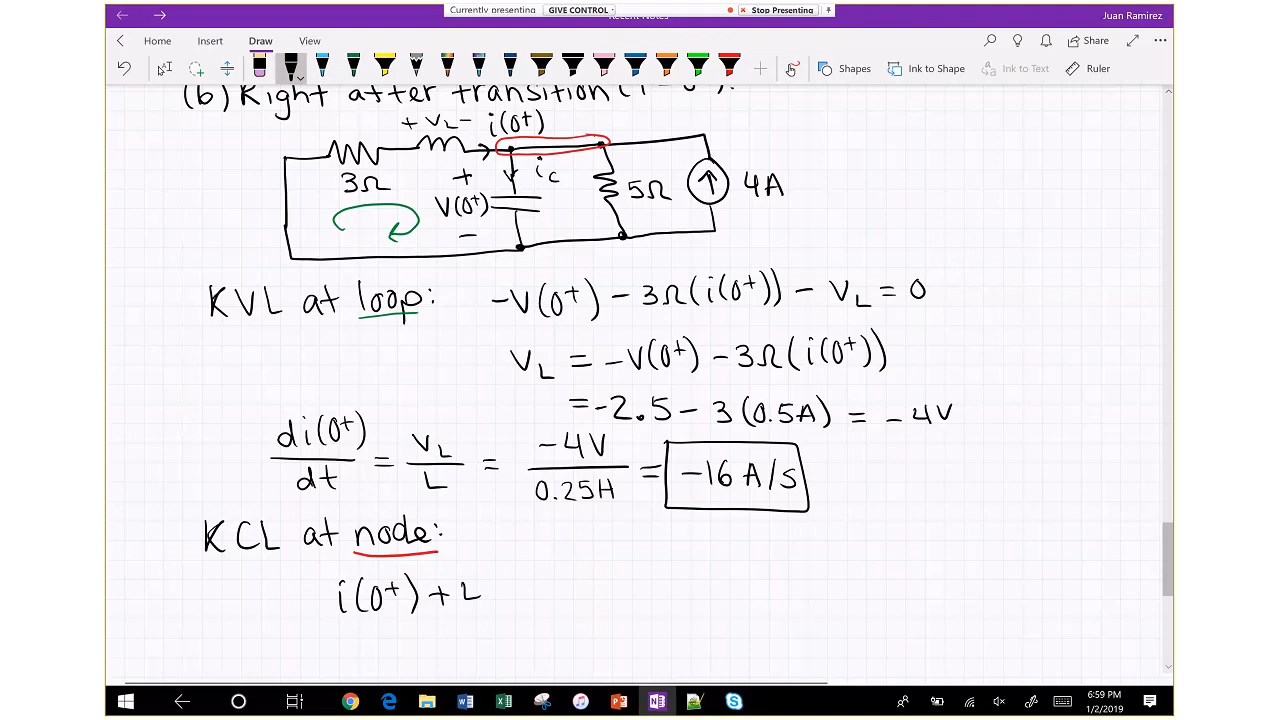 Currently presenting GIVE CONTROL Stop Presenting
Recent Notes Juan Ramirez
Home Insert Draw View Share
Shapes Ink to Shape Ink to Text Ruler
(b) Right after transition (
+ VL − i(0+)
3Ω + ic
V(0+) 5Ω 4A
−
KVL at loop: -V(0+) − 3Ω(i(0+)) − VL = 0
VL = −V(0+) − 3Ω(i(0+))
= -2.5 − 3(0.5A) = −4V
di(0+)/dt = VL/L = −4V/0.25H = −16 A/s
KCL at node:
i(0+) +
6:59 PM
1/2/2019